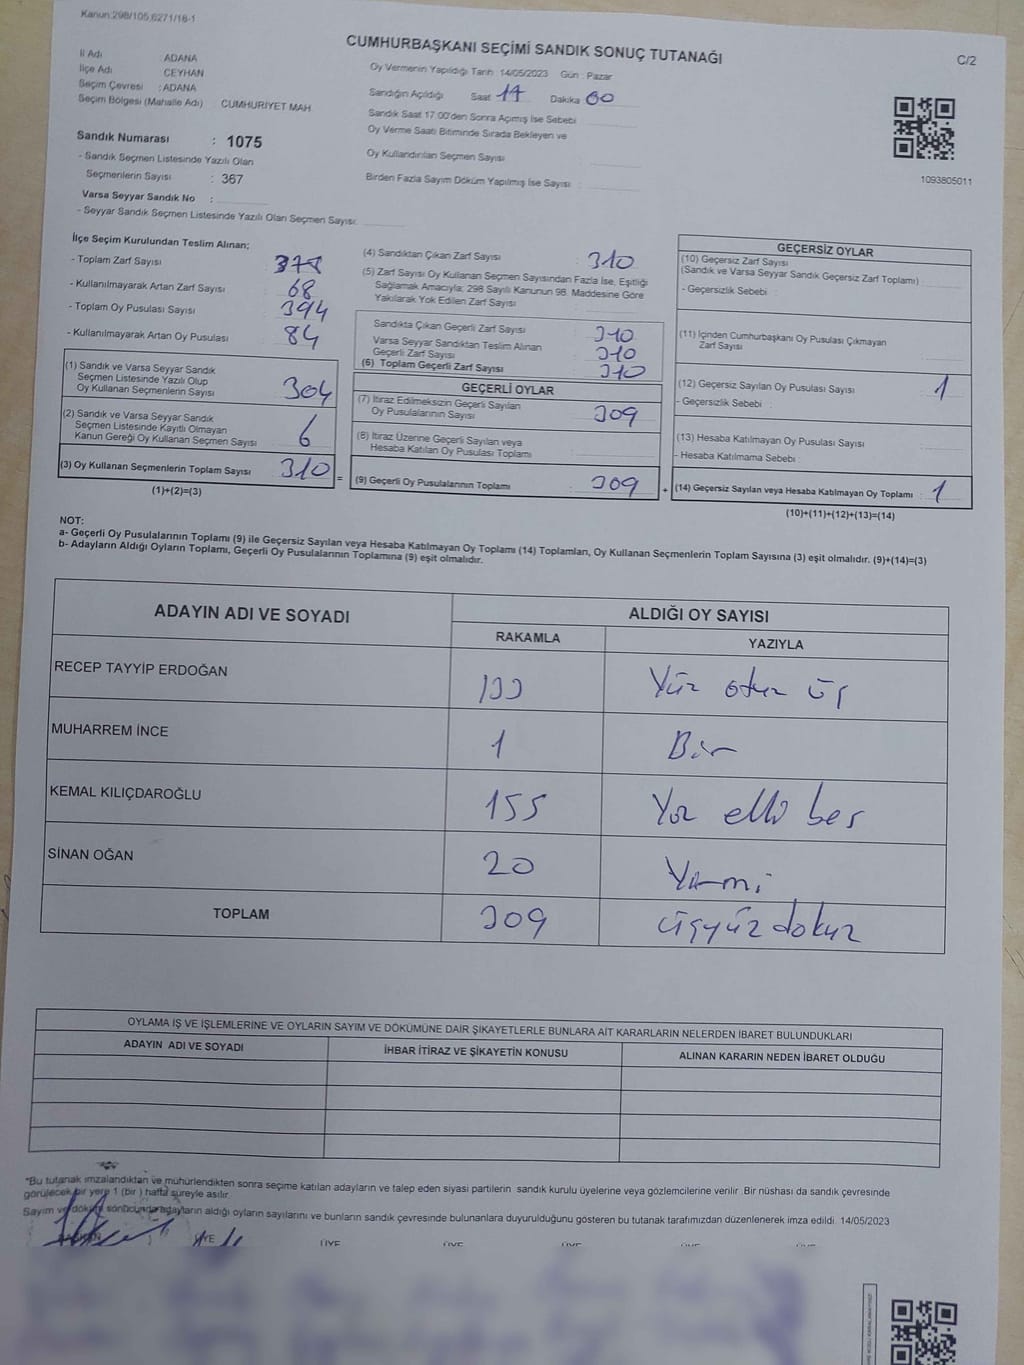 Kanun:298/105,6271/18-1
CUMHURBAŞKANI SEÇİMİ SANDIK SONUÇ TUTANAĞI
C/2
İl Adı : ADANA
İlçe Adı : CEYHAN
Seçim Çevresi : ADANA
Seçim Bölgesi (Mahalle Adı) CUMHURİYET MAH
Oy Vermenin Yapıldığı Tarih 14/05/2023 Gün : Pazar
Sandığın Açıldığı Saat 17 Dakika 00
Sandık Saat 17.00'den Sonra Açımış İse Sebebi
Oy Verme Saati Bitiminde Sırada Bekleyen ve
Oy Kullandırılan Seçmen Sayısı :
Birden Fazla Sayım Döküm Yapılmış İse Sayısı :
1093805011
Sandık Numarası : 1075
- Sandık Seçmen Listesinde Yazılı Olan
Seçmenlerin Sayısı : 367
Varsa Seyyar Sandık No :
- Seyyar Sandık Seçmen Listesinde Yazılı Olan Seçmen Sayısı:
İlçe Seçim Kurulundan Teslim Alınan;
- Toplam Zarf Sayısı 378
- Kullanılmayarak Artan Zarf Sayısı : 68
- Toplam Oy Pusulası Sayısı : 394
- Kullanılmayarak Artan Oy Pusulası : 84
(1) Sandık ve Varsa Seyyar Sandık
Seçmen Listesinde Yazılı Olup
Oy Kullanan Seçmenlerin Sayısı : 304
(2) Sandık ve Varsa Seyyar Sandık
Seçmen Listesinde Kayıtlı Olmayan
Kanun Gereği Oy Kullanan Seçmen Sayısı : 6
(3) Oy Kullanan Seçmenlerin Toplam Sayısı : 310
(1)+(2)=(3)
=
(4) Sandıktan Çıkan Zarf Sayısı : 310
(5) Zarf Sayısı Oy Kullanan Seçmen Sayısından Fazla İse, Eşitliği
Sağlamak Amacıyla; 298 Sayılı Kanunun 98. Maddesine Göre
Yakılarak Yok Edilen Zarf Sayısı :
Sandıkta Çıkan Geçerli Zarf Sayısı : 310
Varsa Seyyar Sandıktan Teslim Alınan
Geçerli Zarf Sayısı : 310
(6) Toplam Geçerli Zarf Sayısı : 310
GEÇERLİ OYLAR
(7) İtiraz Edilmeksizin Geçerli Sayılan
Oy Pusulalarının Sayısı : 309
(8) İtiraz Üzerine Geçerli Sayılan veya
Hesaba Katılan Oy Pusulası Toplamı :
(9) Geçerli Oy Pusulalarının Toplamı : 309
+
GEÇERSİZ OYLAR
(10) Geçersiz Zarf Sayısı
(Sandık ve Varsa Seyyar Sandık Geçersiz Zarf Toplamı) :
- Geçersizlik Sebebi :
(11) İçinden Cumhurbaşkanı Oy Pusulası Çıkmayan
Zarf Sayısı :
(12) Geçersiz Sayılan Oy Pusulası Sayısı : 1
- Geçersizlik Sebebi :
(13) Hesaba Katılmayan Oy Pusulası Sayısı :
- Hesaba Katılmama Sebebi :
(14) Geçersiz Sayılan veya Hesaba Katılmayan Oy Toplamı : 1
(10)+(11)+(12)+(13)=(14)
NOT:
a- Geçerli Oy Pusulalarının Toplamı (9) ile Geçersiz Sayılan veya Hesaba Katılmayan Oy Toplamı (14) Toplamları, Oy Kullanan Seçmenlerin Toplam Sayısına (3) eşit olmalıdır. (9)+(14)=(3)
b- Adayların Aldığı Oyların Toplamı, Geçerli Oy Pusulalarının Toplamına (9) eşit olmalıdır.
ADAYIN ADI VE SOYADI
ALDIĞI OY SAYISI
RAKAMLA YAZIYLA
RECEP TAYYİP ERDOĞAN 133 Yüz otuz üç
MUHARREM İNCE 1 Bir
KEMAL KILIÇDAROĞLU 155 Yüz elli beş
SİNAN OĞAN 20 Yirmi
TOPLAM 309 üçyüz dokuz
OYLAMA İŞ VE İŞLEMLERİNE VE OYLARIN SAYIM VE DÖKÜMÜNE DAİR ŞİKAYETLERLE BUNLARA AİT KARARLARIN NELERDEN İBARET BULUNDUKLARI
ADAYIN ADI VE SOYADI İHBAR İTİRAZ VE ŞİKAYETİN KONUSU ALINAN KARARIN NEDEN İBARET OLDUĞU
"Bu tutanak imzalandıktan ve mühürlendikten sonra seçime katılan adayların ve talep eden siyasi partilerin sandık kurulu üyelerine veya gözlemcilerine verilir. Bir nüshası da sandık çevresinde
görülecek bir yere 1 (bir) hafta süreyle asılır.
Sayım ve döküm sonucunda adayların aldığı oyların sayılarını ve bunların sandık çevresinde bulunanlara duyurulduğunu gösteren bu tutanak tarafımızdan düzenlenerek imza edildi. 14/05/2023
BAŞKAN ÜYE ÜYE ÜYE ÜYE ÜYE ÜYE